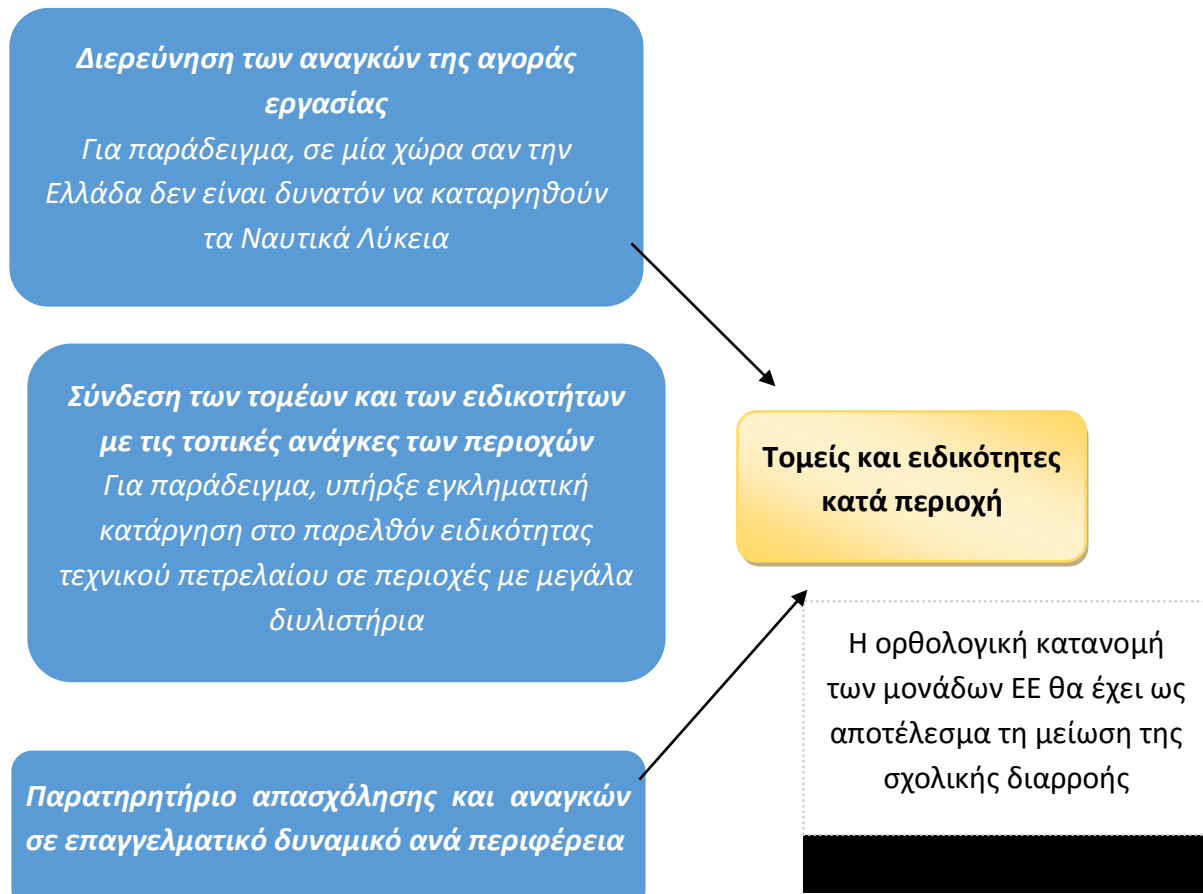 Διερεύνηση των αναγκών της αγοράς
εργασίας
Για παράδειγμα, σε μία χώρα σαν την
Ελλάδα δεν είναι δυνατόν να καταργηθούν
τα Ναυτικά Λύκεια
Σύνδεση των τομέων και των ειδικοτήτων
με τις τοπικές ανάγκες των περιοχών
Για παράδειγμα, υπήρξε εγκληματική
κατάργηση στο παρελθόν ειδικότητας
τεχνικού πετρελαίου σε περιοχές με μεγάλα
διυλιστήρια
Παρατηρητήριο απασχόλησης και αναγκών
σε επαγγελματικό δυναμικό ανά περιφέρεια
Τομείς και ειδικότητες
κατά περιοχή
Η ορθολογική κατανομή
των μονάδων ΕΕ θα έχει ως
αποτέλεσμα τη μείωση της
σχολικής διαρροής